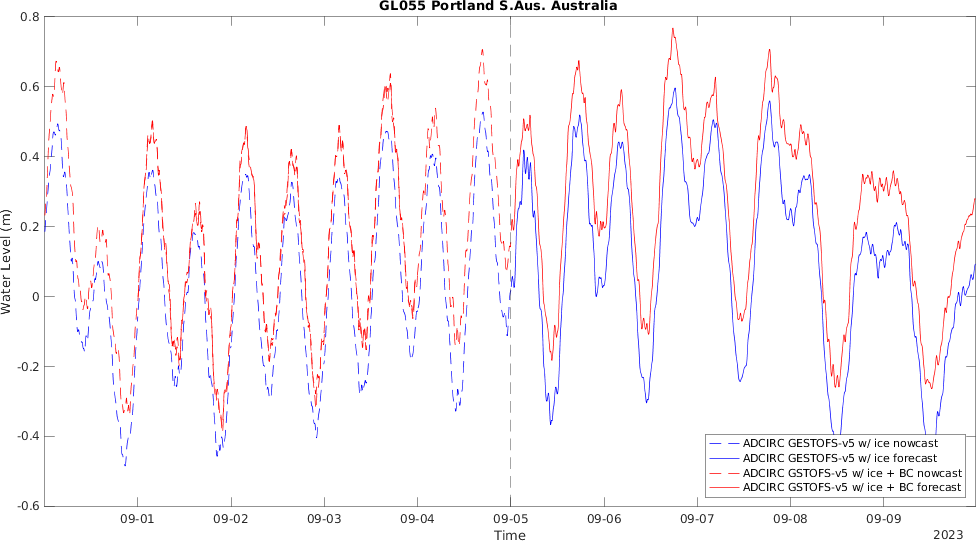 GL055 Portland S.Aus. Australia
Water Level (m)
0.8
0.6
0.4
0.2
0
-0.2
-0.4
-0.6
ADCIRC GESTOFS-v5 w/ ice nowcast
ADCIRC GESTOFS-v5 w/ ice forecast
ADCIRC GSTOFS-v5 w/ ice + BC nowcast
ADCIRC GSTOFS-v5 w/ ice + BC forecast
09-01 09-02 09-03 09-04 09-05 09-06 09-07 09-08 09-09
Time
2023